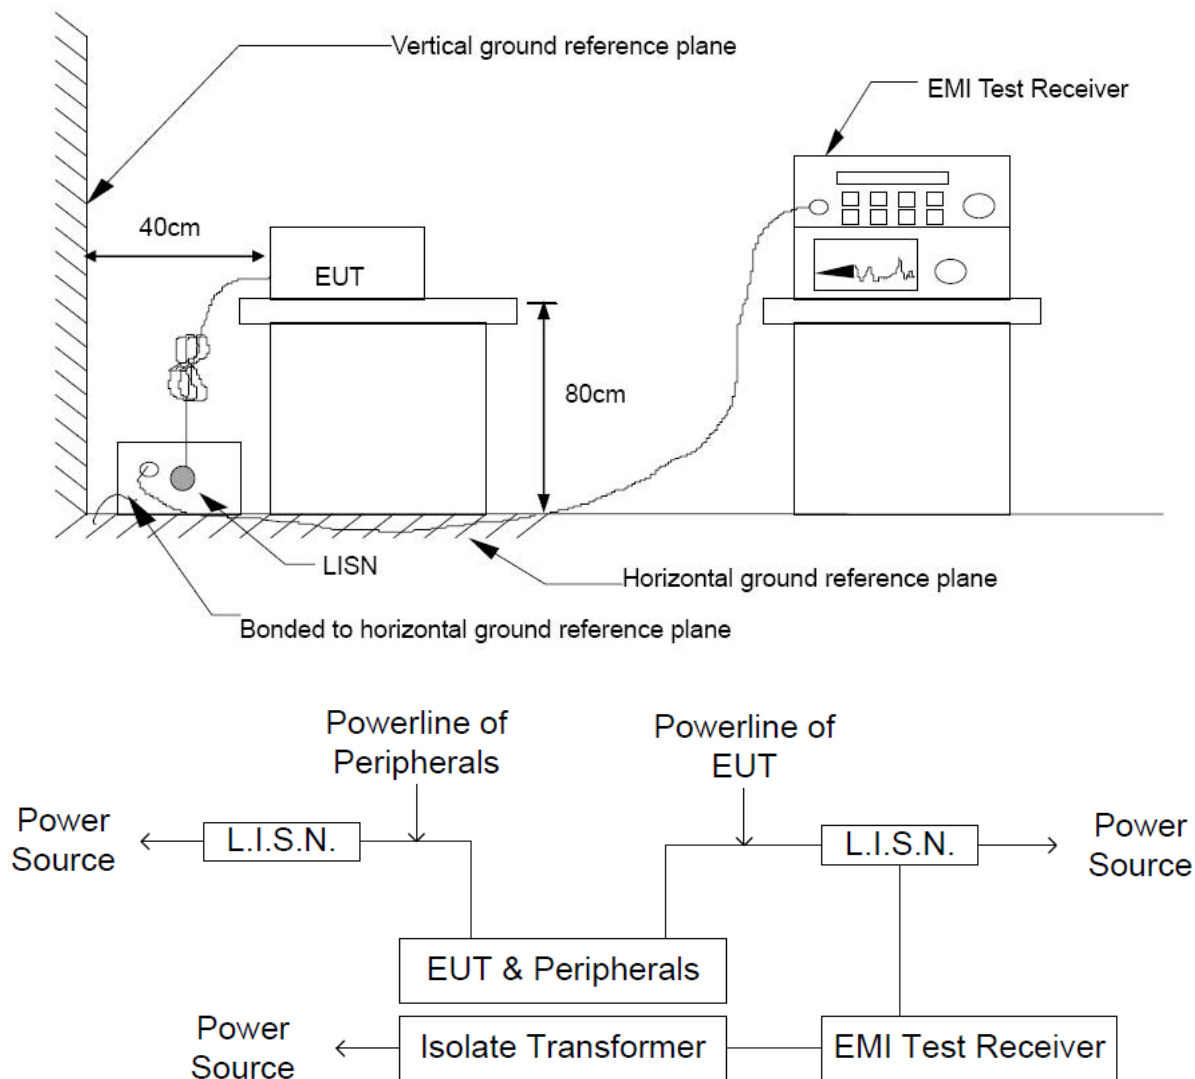 Vertical ground reference plane
EMI Test Receiver
40cm
EUT
80cm
LISN
Horizontal ground reference plane
Bonded to horizontal ground reference plane
Powerline of
Peripherals
Powerline of
EUT
Power
Source
L.I.S.N.
L.I.S.N.
Power
Source
EUT & Peripherals
Power
Source
Isolate Transformer
EMI Test Receiver